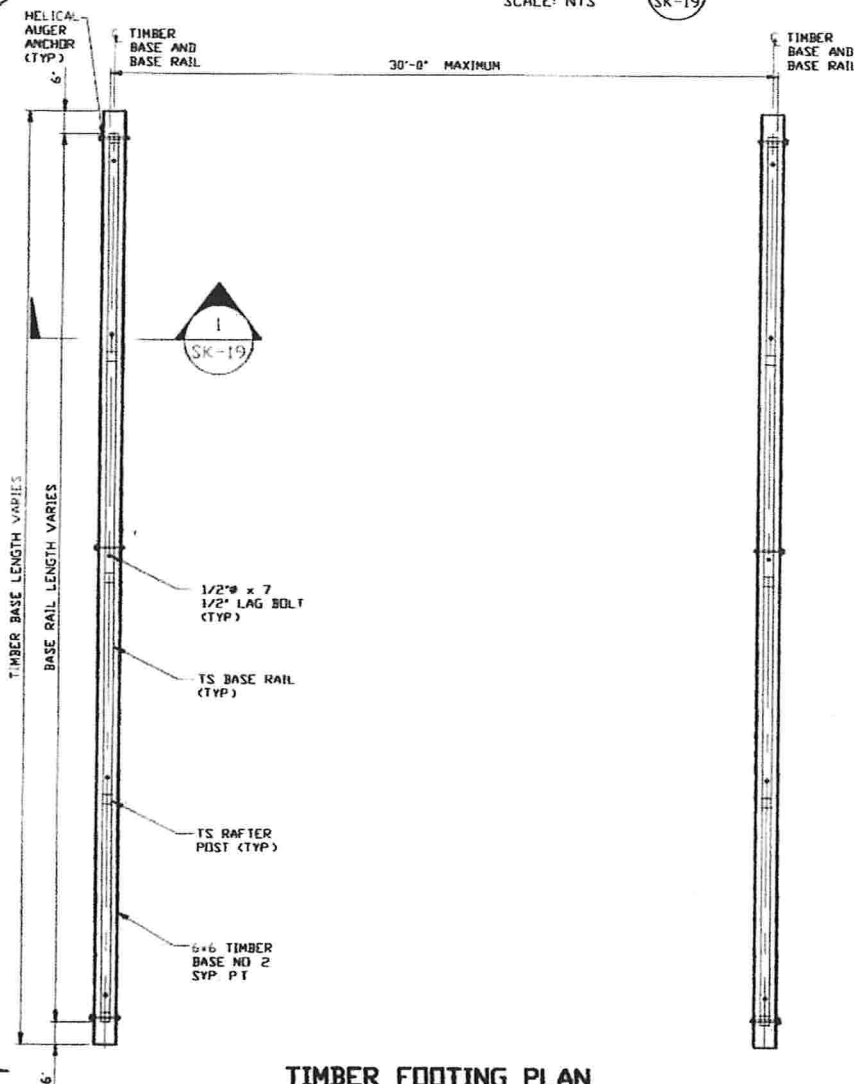 SCALE: NTS
SK-19
HELICAL
AUGER
ANCHOR
(TYP)
℄ TIMBER
BASE AND
BASE RAIL
30'-0" MAXIMUM
℄ TIMBER
BASE AND
BASE RAIL
6"
1
SK-19
TIMBER BASE LENGTH VARIES
BASE RAIL LENGTH VARIES
1/2"ø x 7
1/2" LAG BOLT
(TYP)
TS BASE RAIL
(TYP)
TS RAFTER
POST (TYP)
6x6 TIMBER
BASE NO 2
SYP PT
6"
TIMBER FOOTING PLAN